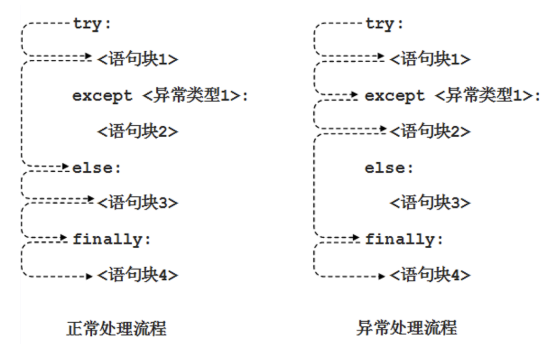 try:
<语句块1>
except <异常类型1>:
<语句块2>
else:
<语句块3>
finally:
<语句块4>
正常处理流程
try:
<语句块1>
except <异常类型1>:
<语句块2>
else:
<语句块3>
finally:
<语句块4>
异常处理流程